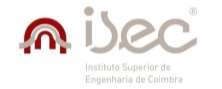 isec
®
Instituto Superior de
Engenharia de Coimbra